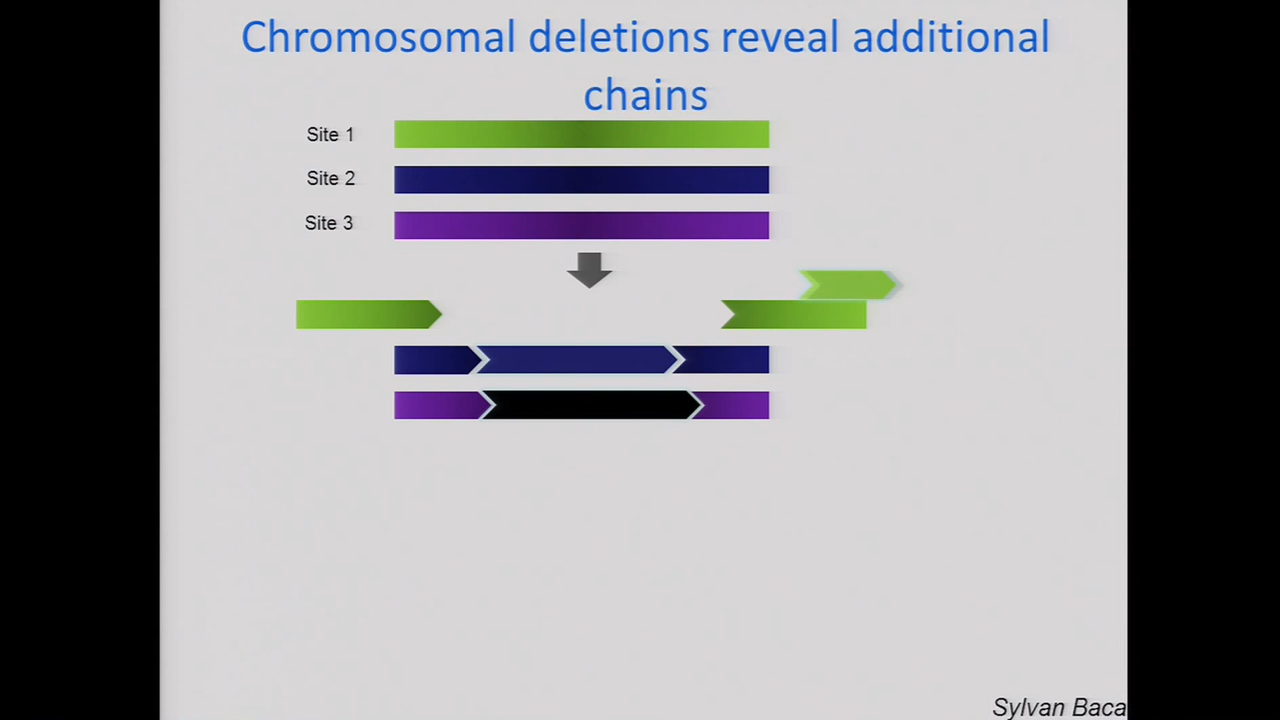 Chromosomal deletions reveal additional
chains
Site 1
Site 2
Site 3
Sylvan Baca